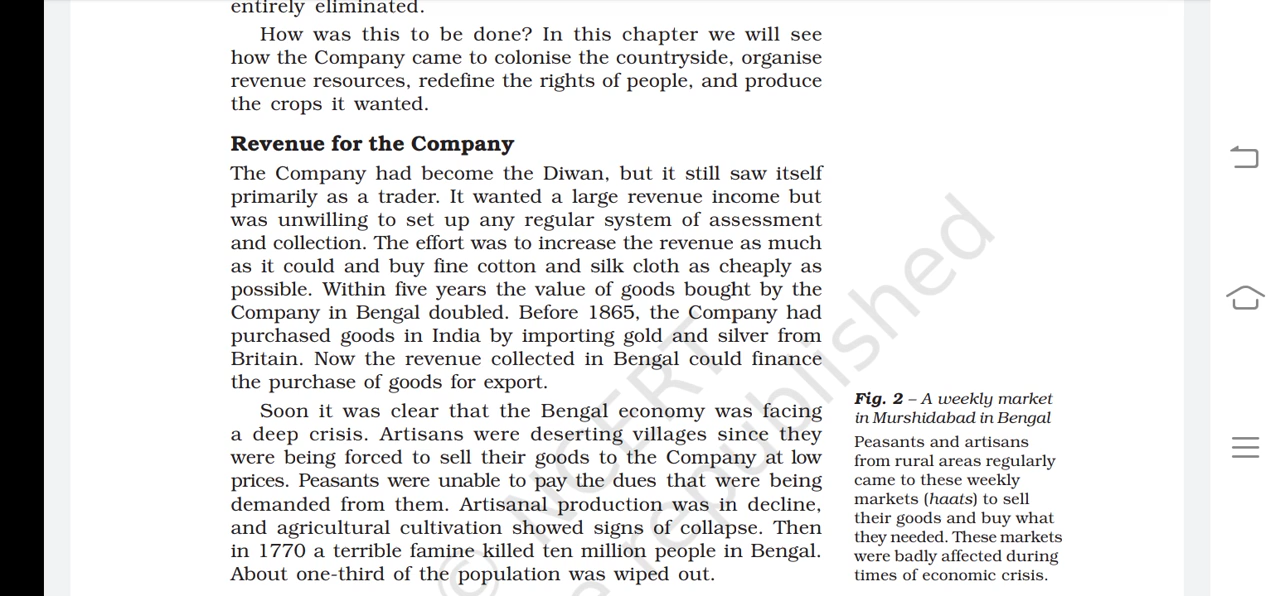 entirely eliminated.
How was this to be done? In this chapter we will see
how the Company came to colonise the countryside, organise
revenue resources, redefine the rights of people, and produce
the crops it wanted.
Revenue for the Company
The Company had become the Diwan, but it still saw itself
primarily as a trader. It wanted a large revenue income but
was unwilling to set up any regular system of assessment
and collection. The effort was to increase the revenue as much
as it could and buy fine cotton and silk cloth as cheaply as
possible. Within five years the value of goods bought by the
Company in Bengal doubled. Before 1865, the Company had
purchased goods in India by importing gold and silver from
Britain. Now the revenue collected in Bengal could finance
the purchase of goods for export.
Soon it was clear that the Bengal economy was facing
a deep crisis. Artisans were deserting villages since they
were being forced to sell their goods to the Company at low
prices. Peasants were unable to pay the dues that were being
demanded from them. Artisanal production was in decline,
and agricultural cultivation showed signs of collapse. Then
in 1770 a terrible famine killed ten million people in Bengal.
About one-third of the population was wiped out.
Fig. 2 – A weekly market
in Murshidabad in Bengal
Peasants and artisans
from rural areas regularly
came to these weekly
markets (haats) to sell
their goods and buy what
they needed. These markets
were badly affected during
times of economic crisis.
© NCERT
republished